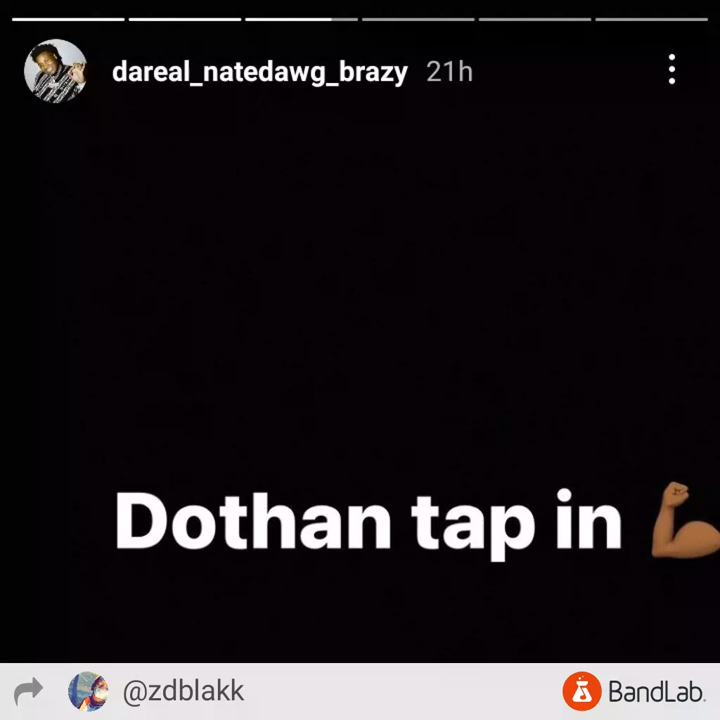 dareal_natedawg_brazy 21h
Dothan tap in 💪🏾
@zdblakk BandLab.